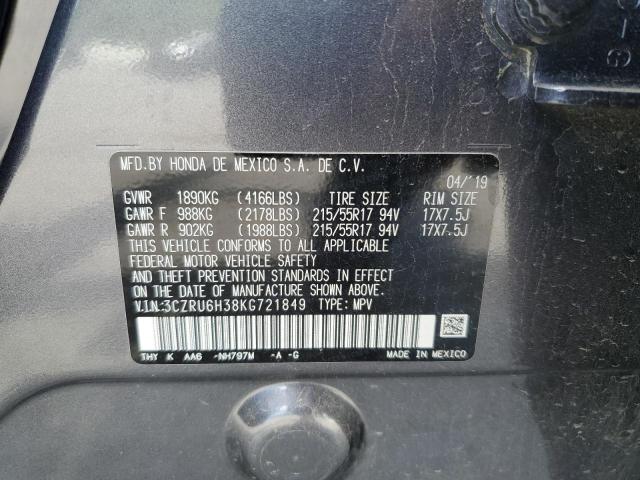 MFD.BY HONDA DE MEXICO S.A. DE C.V.
04/'19
GVWR 1890KG (4166LBS) TIRE SIZE RIM SIZE
GAWR F 988KG (2178LBS) 215/55R17 94V 17X7.5J
GAWR R 902KG (1988LBS) 215/55R17 94V 17X7.5J
THIS VEHICLE CONFORMS TO ALL APPLICABLE
FEDERAL MOTOR VEHICLE SAFETY
AND THEFT PREVENTION STANDARDS IN EFFECT
ON THE DATE OF MANUFACTURE SHOWN ABOVE.
V.I.N:3CZRU6H38KG721849 TYPE: MPV
THY K AA6 -NH797M -A -G MADE IN MEXICO